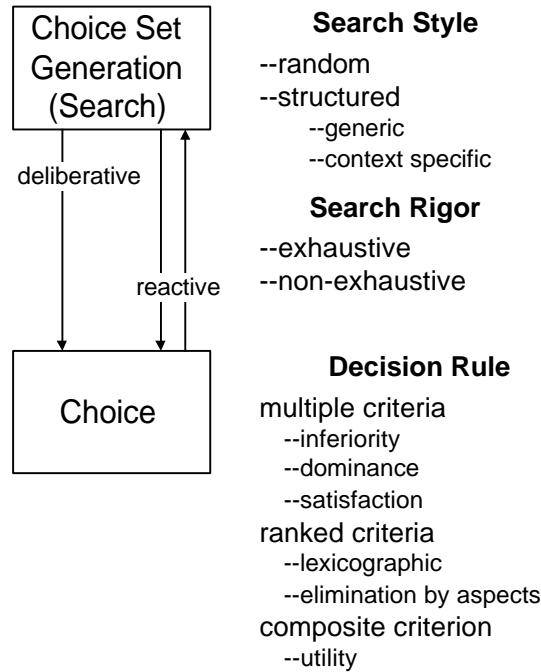 Choice Set
Generation
(Search)
deliberative
reactive
Choice
Search Style
--random
--structured
--generic
--context specific
Search Rigor
--exhaustive
--non-exhaustive
Decision Rule
multiple criteria
--inferiority
--dominance
--satisfaction
ranked criteria
--lexicographic
--elimination by aspects
composite criterion
--utility